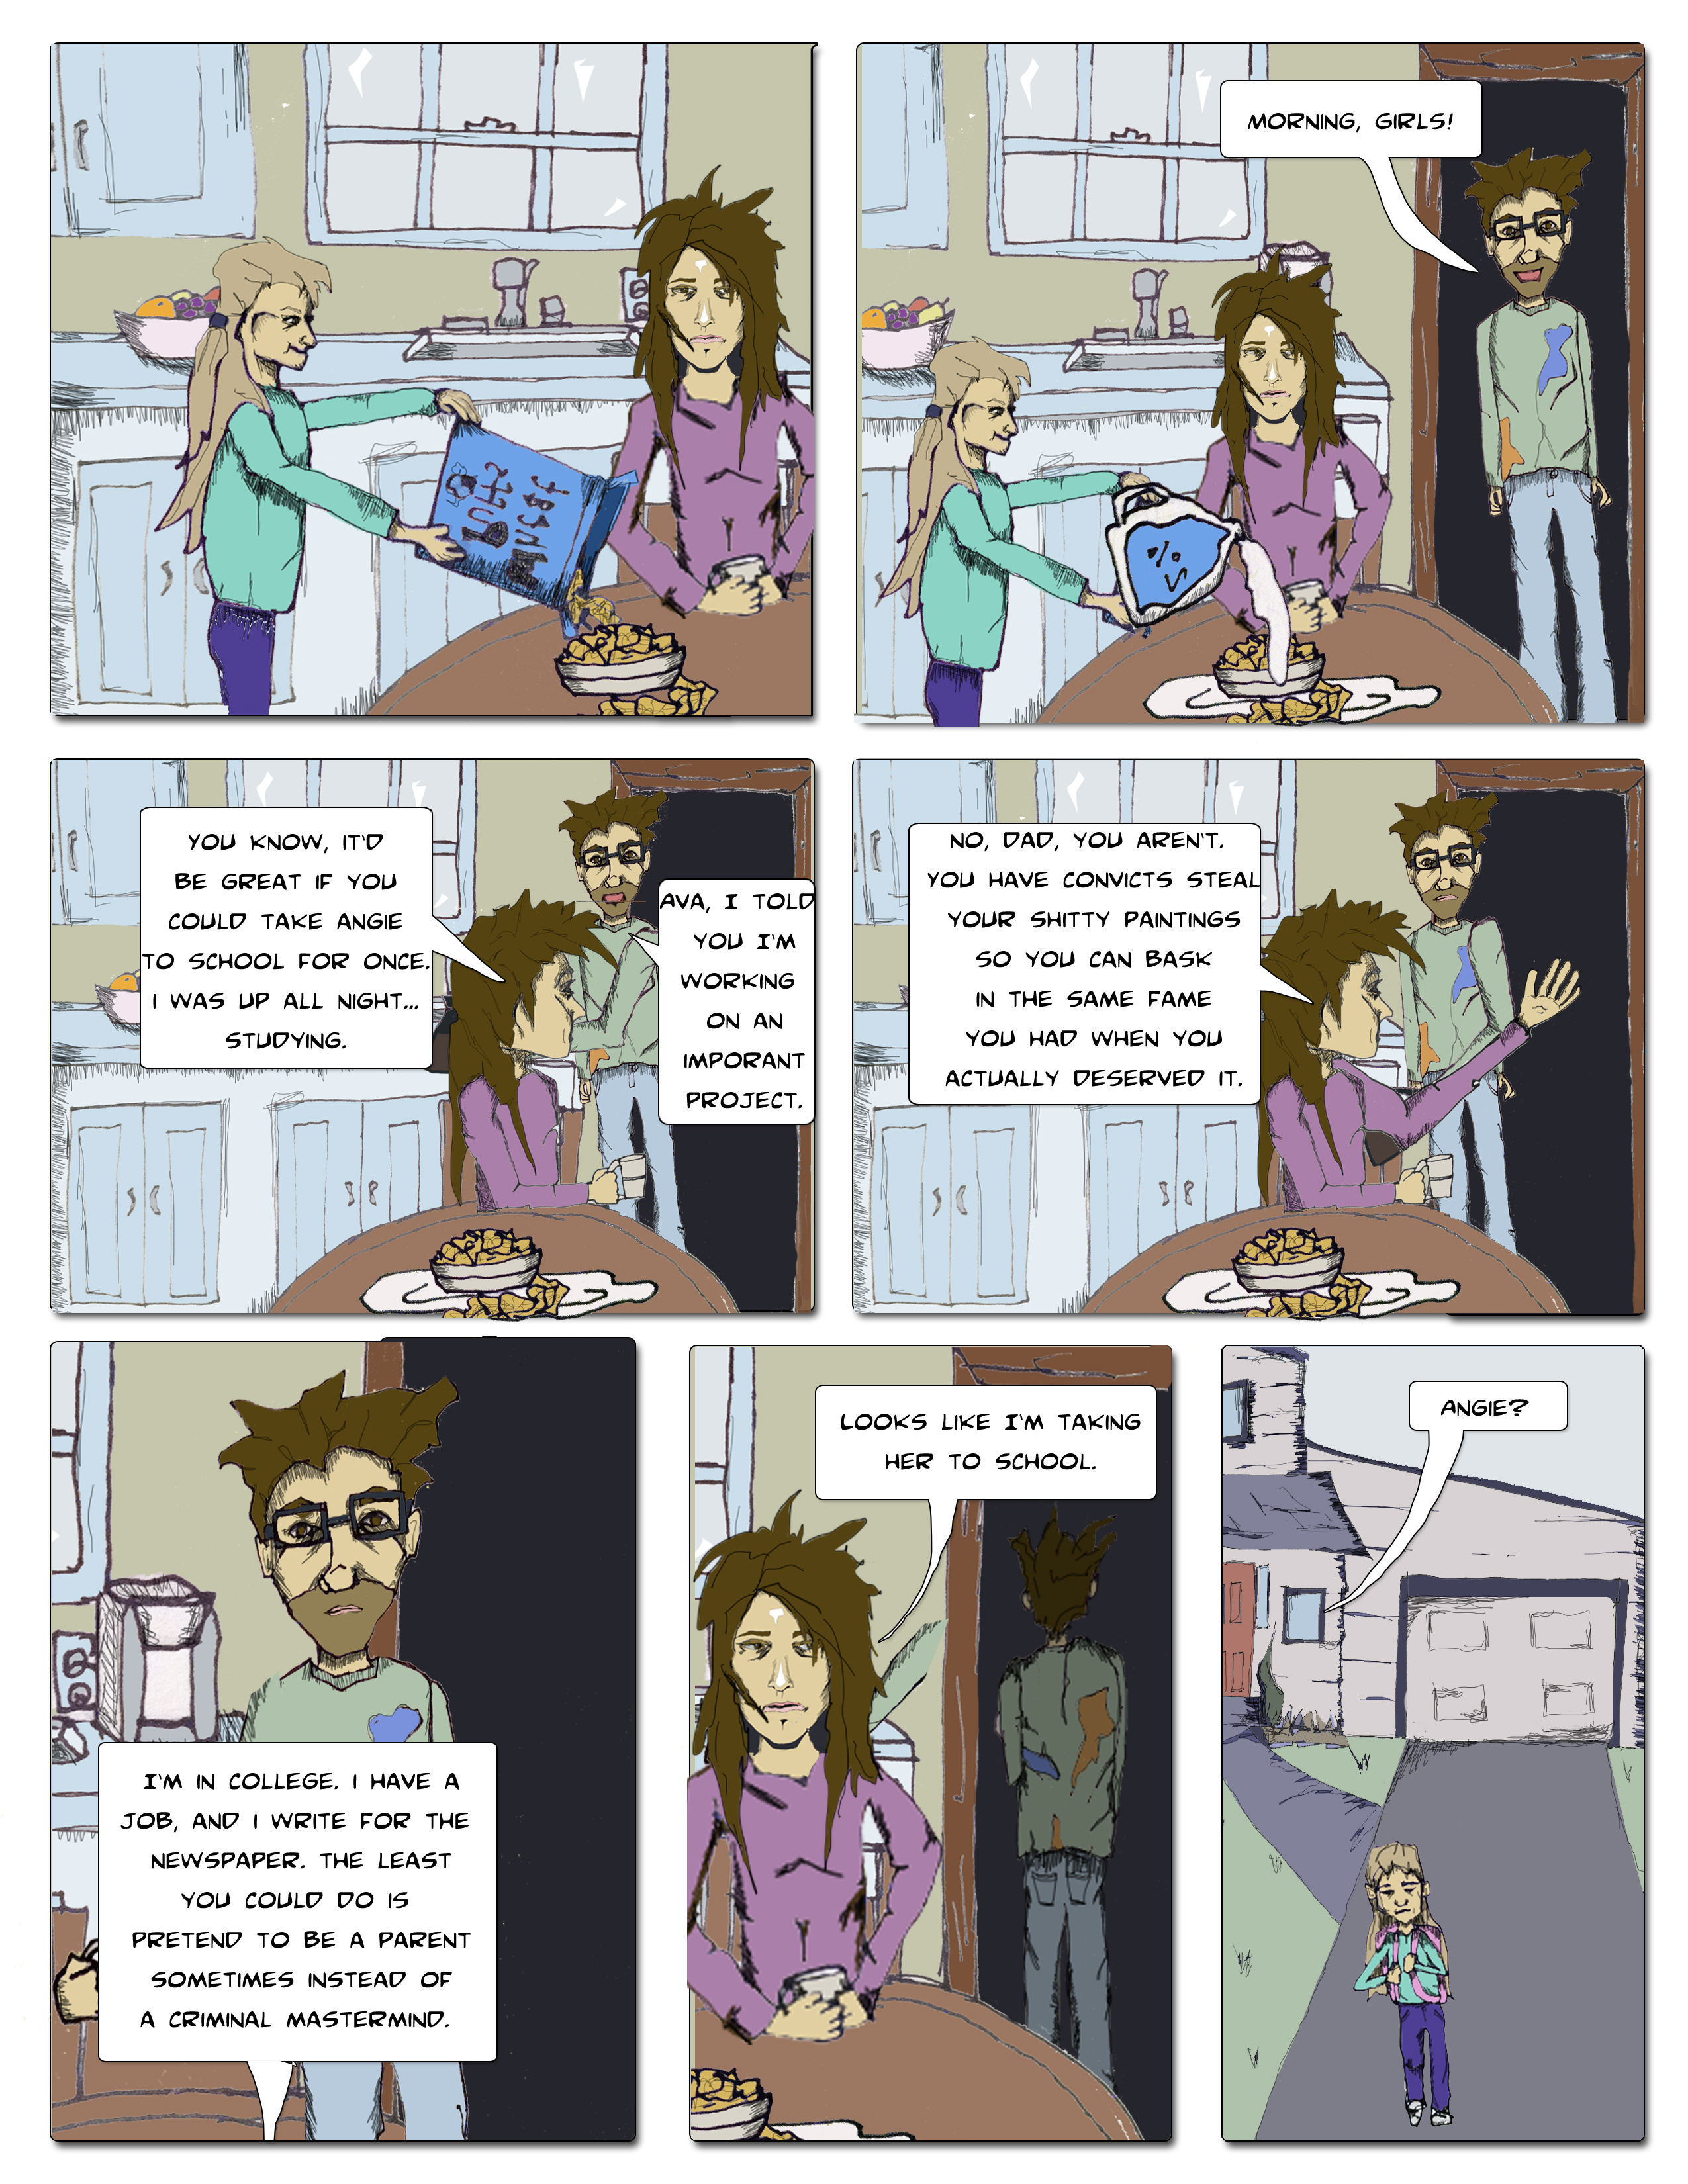 MORNING, GIRLS!
YOU KNOW, IT'D
BE GREAT IF YOU
COULD TAKE ANGIE
TO SCHOOL FOR ONCE.
I WAS UP ALL NIGHT...
STUDYING.
AVA, I TOLD
YOU I'M
WORKING
ON AN
IMPORANT
PROJECT.
NO, DAD, YOU AREN'T.
YOU HAVE CONVICTS STEAL
YOUR SHITTY PAINTINGS
SO YOU CAN BASK
IN THE SAME FAME
YOU HAD WHEN YOU
ACTUALLY DESERVED IT.
I'M IN COLLEGE. I HAVE A
JOB, AND I WRITE FOR THE
NEWSPAPER. THE LEAST
YOU COULD DO IS
PRETEND TO BE A PARENT
SOMETIMES INSTEAD OF
A CRIMINAL MASTERMIND.
LOOKS LIKE I'M TAKING
HER TO SCHOOL.
ANGIE?